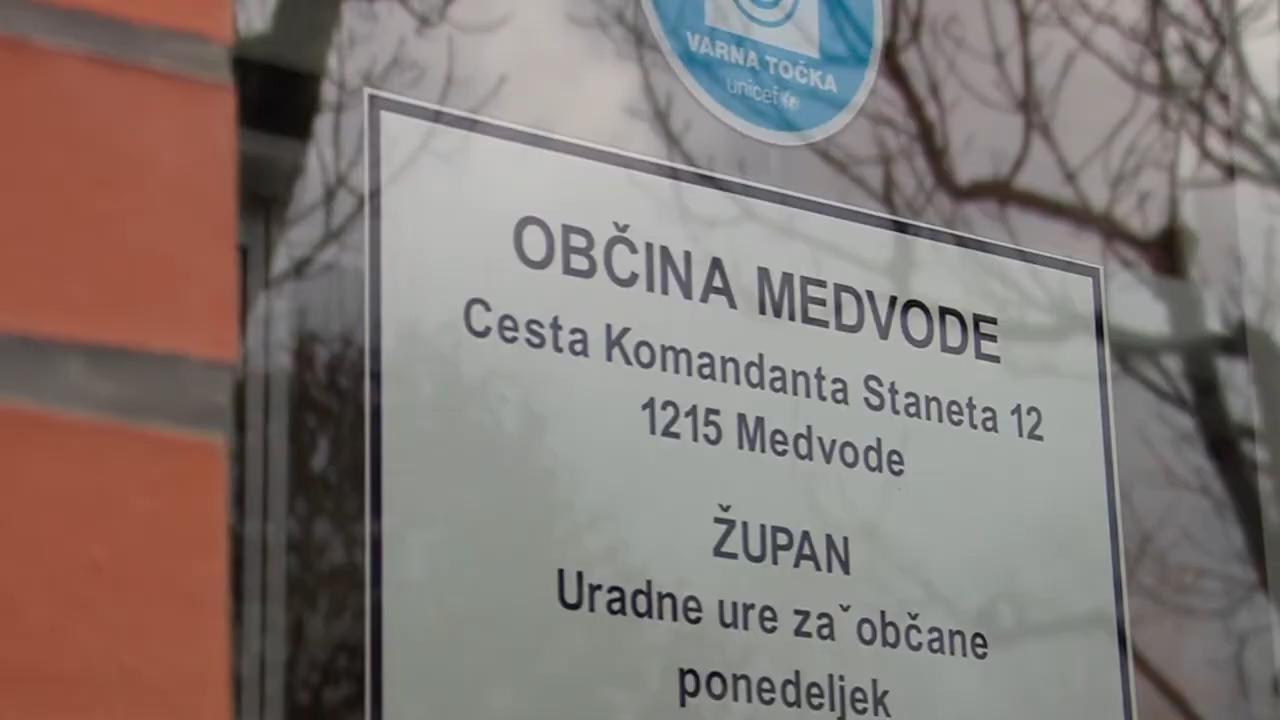 VARNA TOČKA
unicef
OBČINA MEDVODE
Cesta Komandanta Staneta 12
1215 Medvode
ŽUPAN
Uradne ure zaˇobčane
ponedeljek